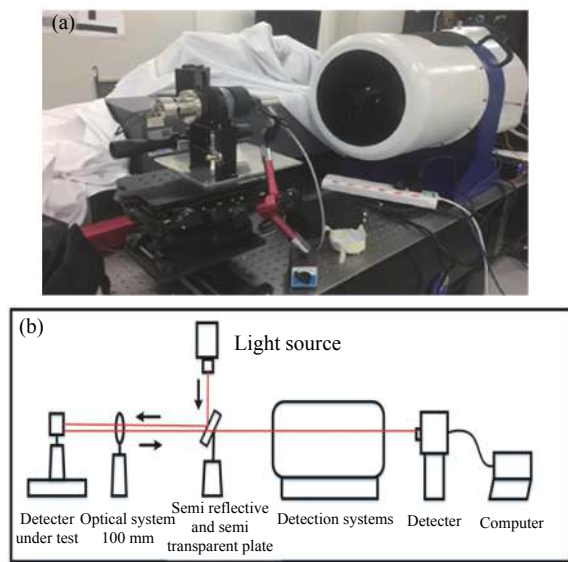 (a)
(b)
Light source
Detecter
under test
Optical system
100 mm
Semi reflective
and semi
transparent plate
Detection systems
Detecter
Computer